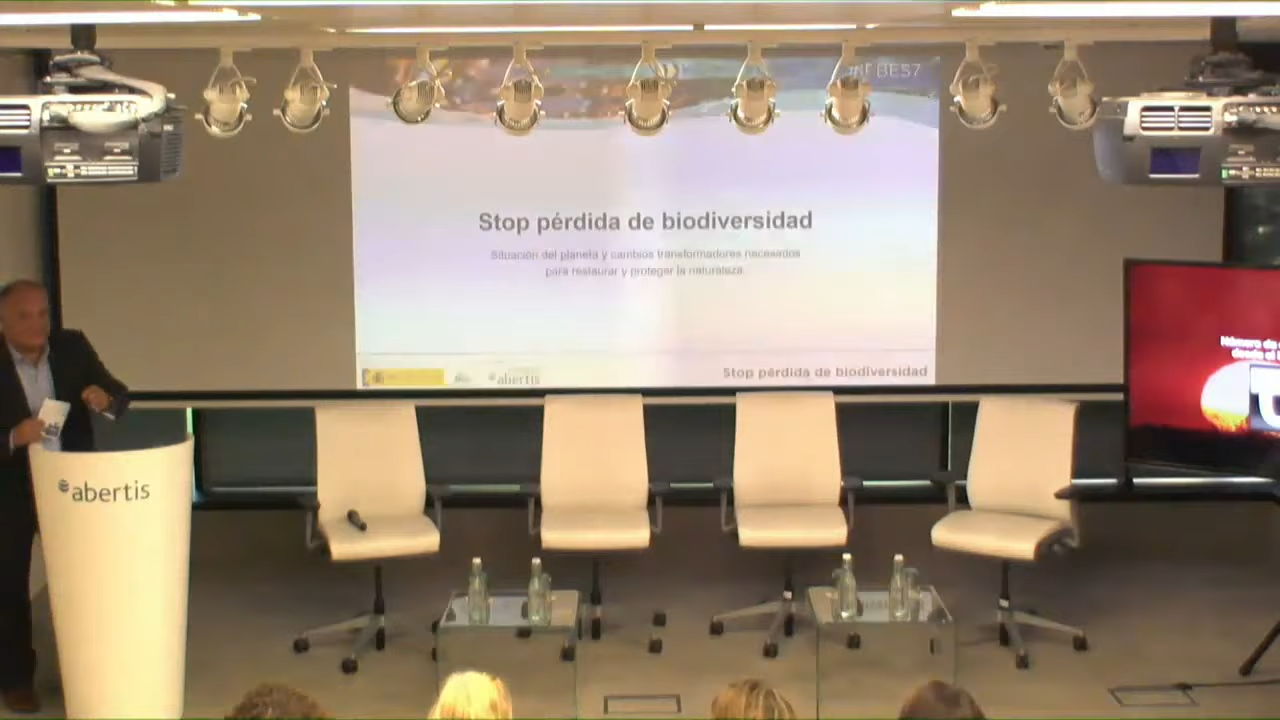 Stop pérdida de biodiversidad
Situación del planeta y cambios transformadores necesarios
para restaurar y proteger la naturaleza
abertis
Stop pérdida de biodiversidad
abertis